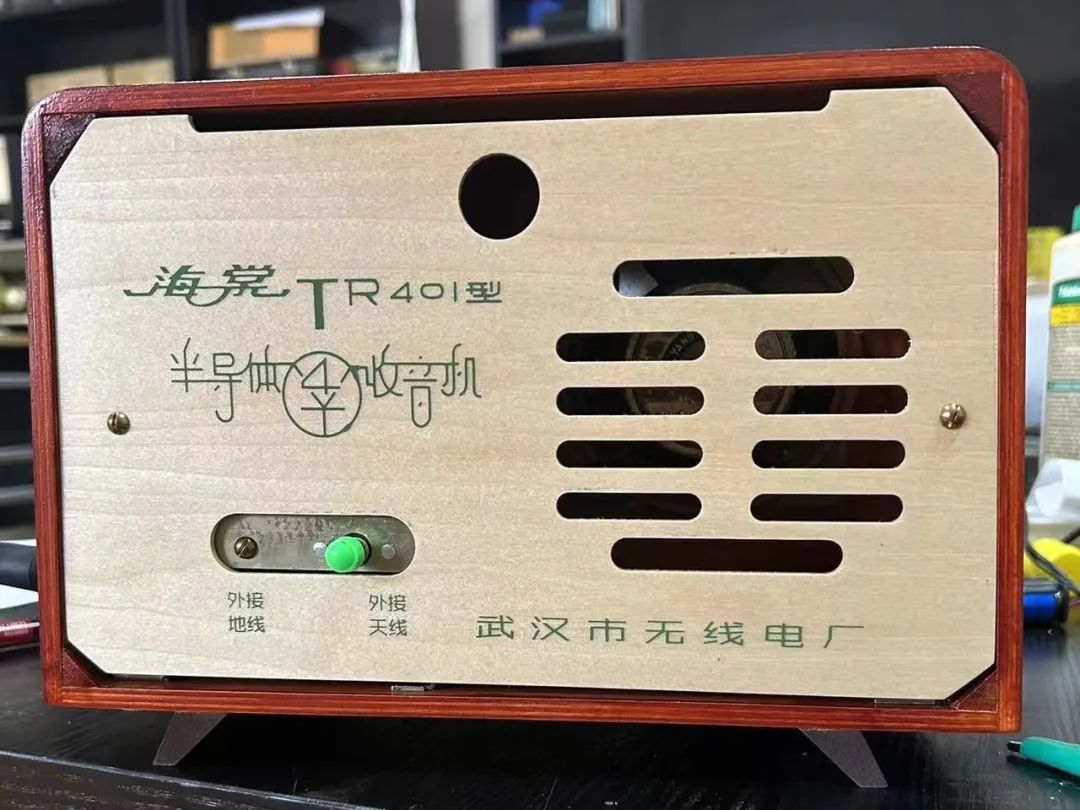 海棠 TR401型
半导体4收音机
外接
地线
外接
天线
武汉市无线电厂